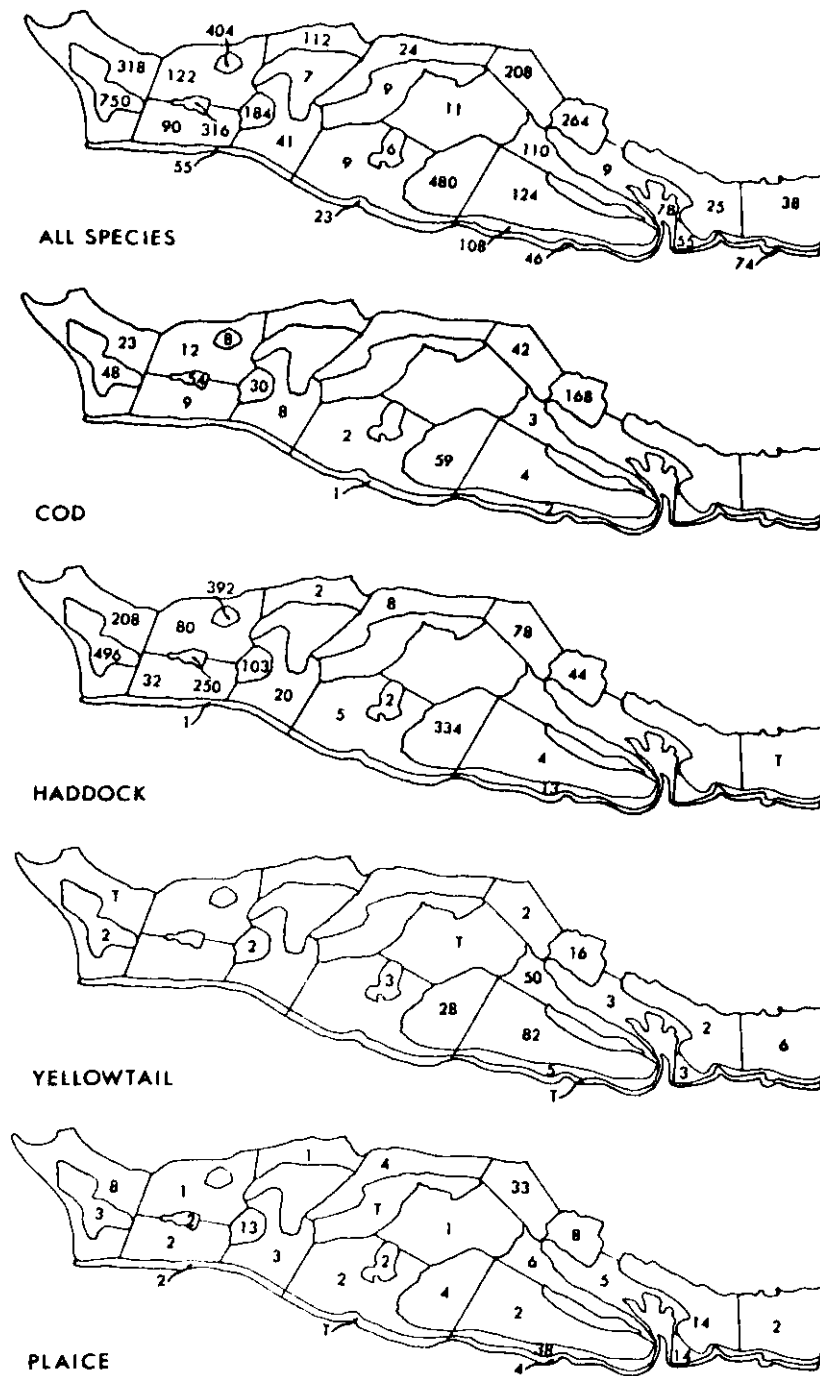 404 112 24
318 122 7 9 208
750 184 11 264
90 316 41 9 6 110 9
55 480 124 78 25 38
23 108 55
ALL SPECIES 46 74
8 42
23 12
48 54 30 168
9 8 3
2 59 4
1
COD 2
392 2 8
208 80 78
496 103 44
32 250 20 5 2
1 334 4 T
HADDOCK 13
T 2
2 2 T 16
3 50 3
28 82 2 6
5 3
YELLOWTAIL T
1 4
8 1 33
3 2 13 T 1 8
2 3 2 6 5
2 4 2 14 2
T 38 14
PLAICE 4